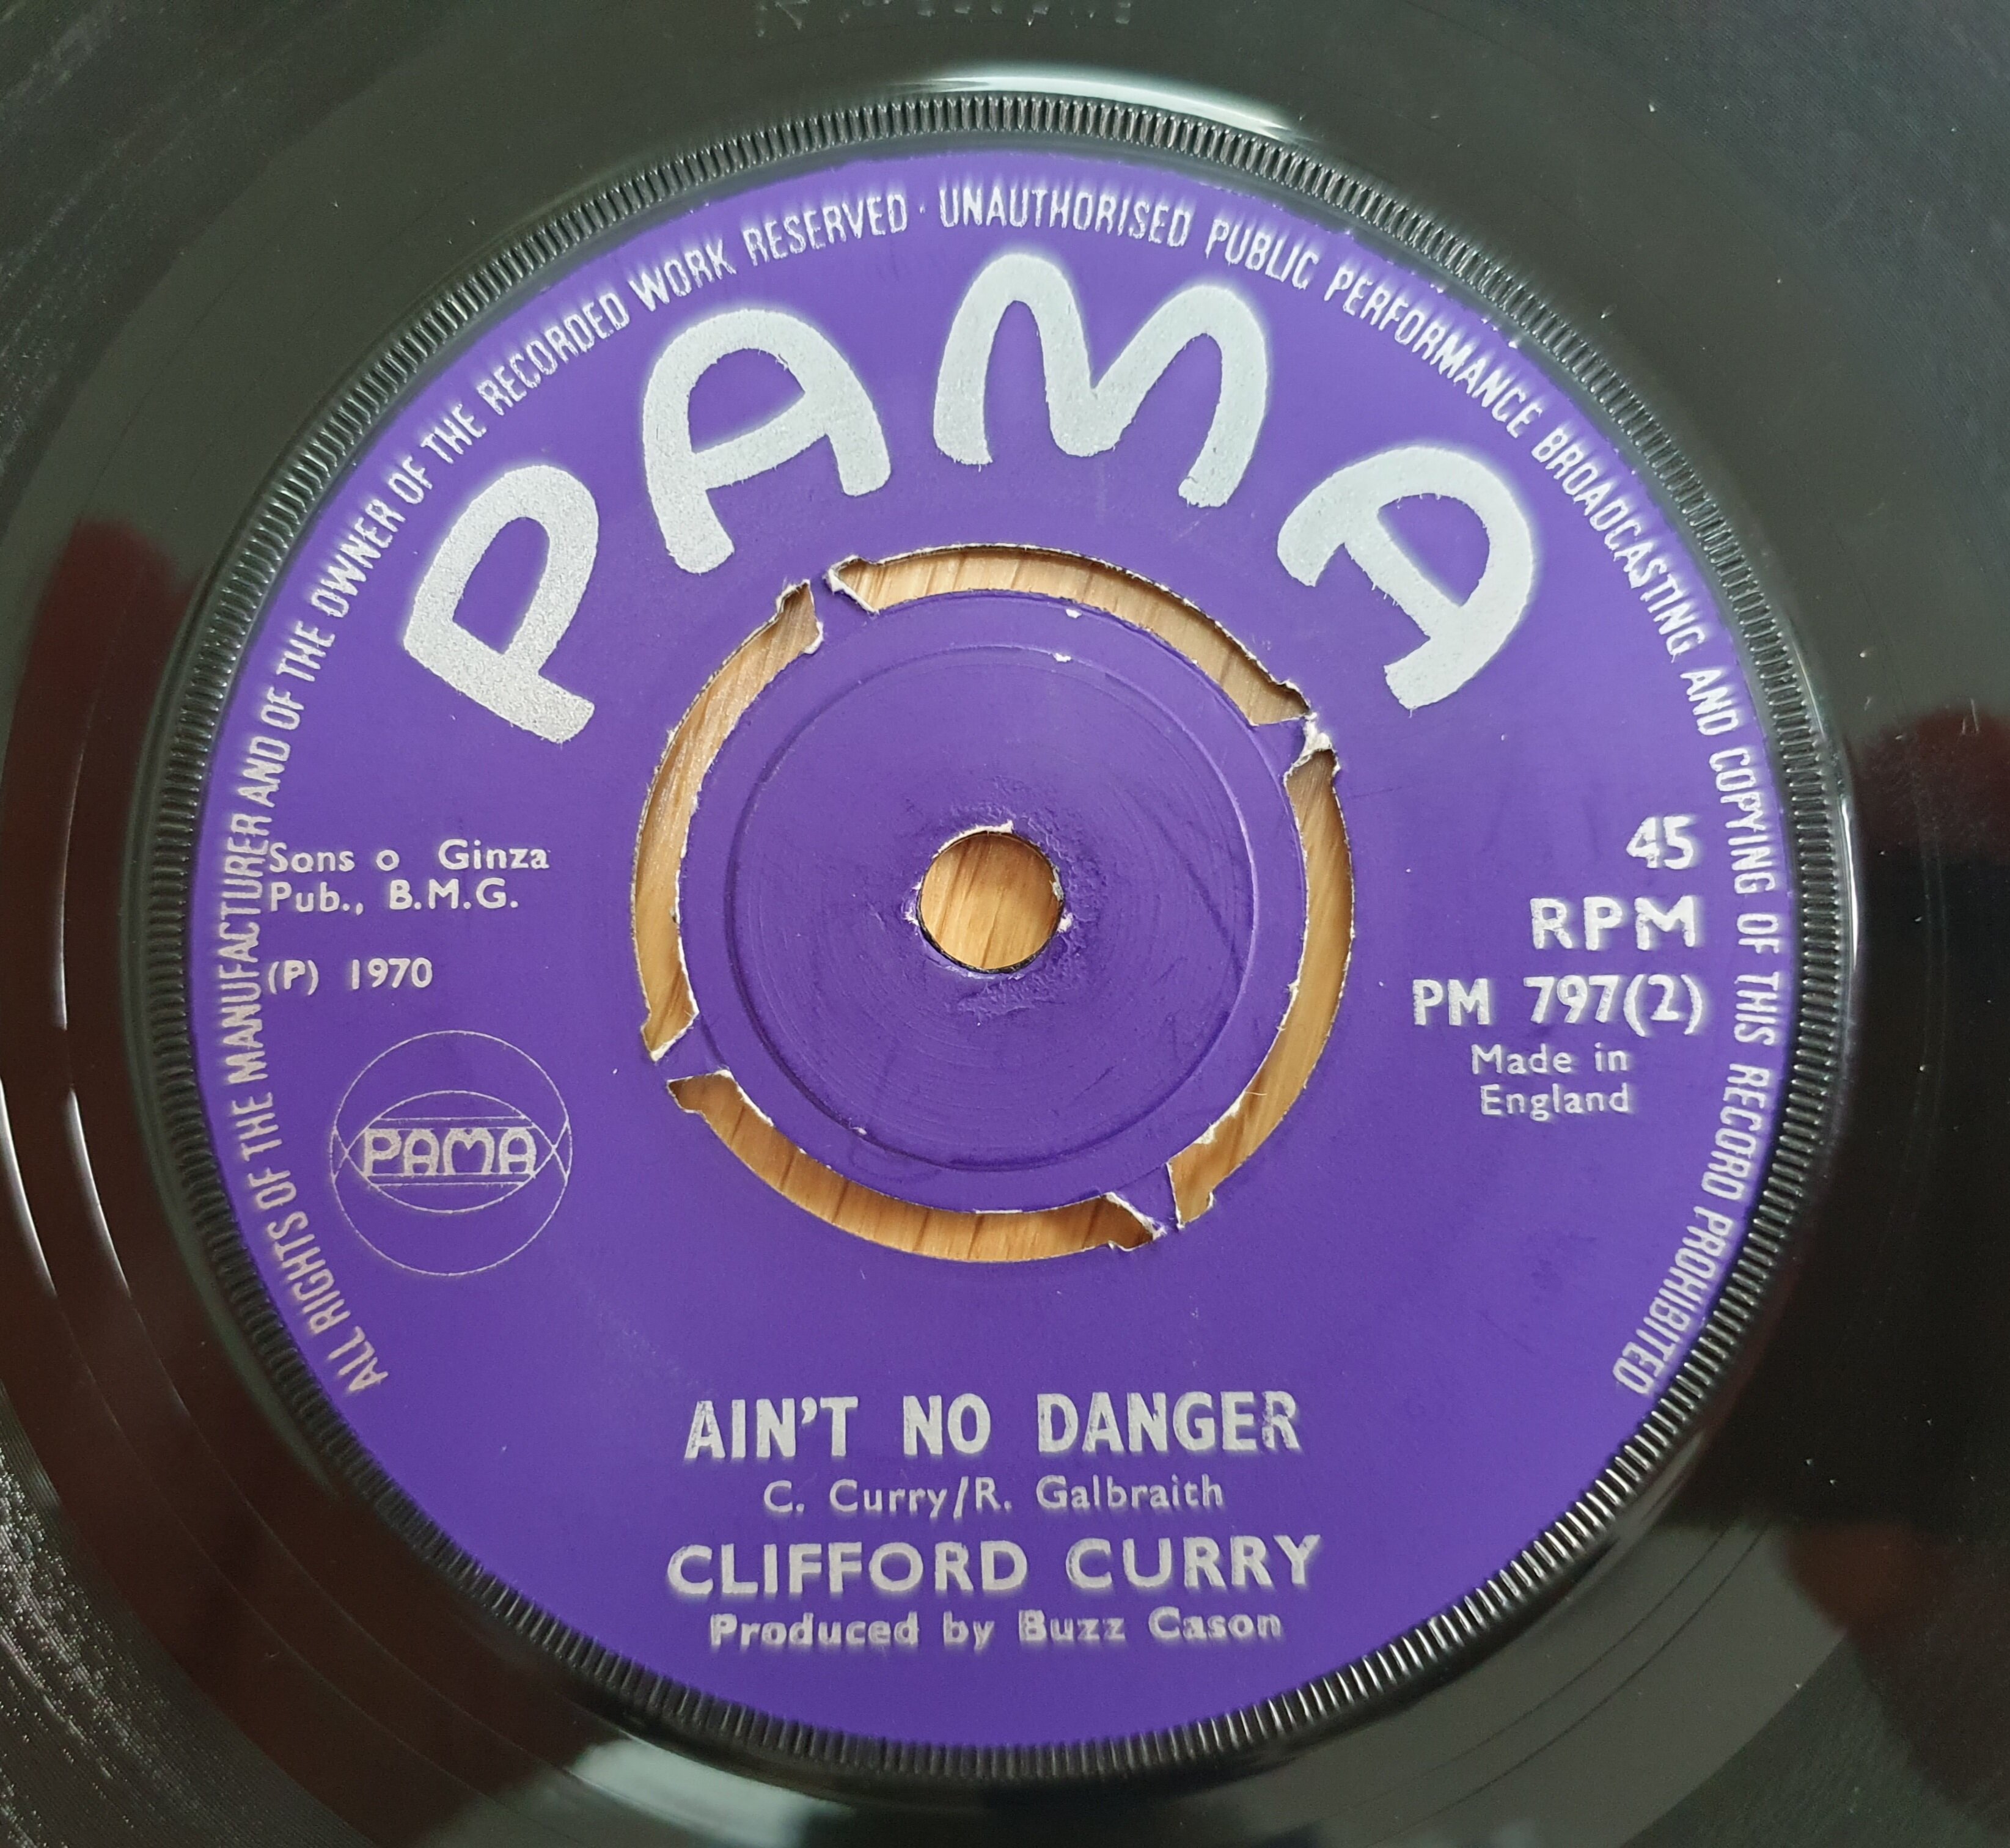 ALL RIGHTS OF THE MANUFACTURER AND OF THE OWNER OF THE RECORDED WORK RESERVED · UNAUTHORISED PUBLIC PERFORMANCE BROADCASTING AND COPYING OF THIS RECORD PROHIBITED
PAMA
Sons o Ginza
Pub., B.M.G.
(P) 1970
PAMA
45
RPM
PM 797(2)
Made in
England
AIN'T NO DANGER
C. Curry/R. Galbraith
CLIFFORD CURRY
Produced by Buzz Cason